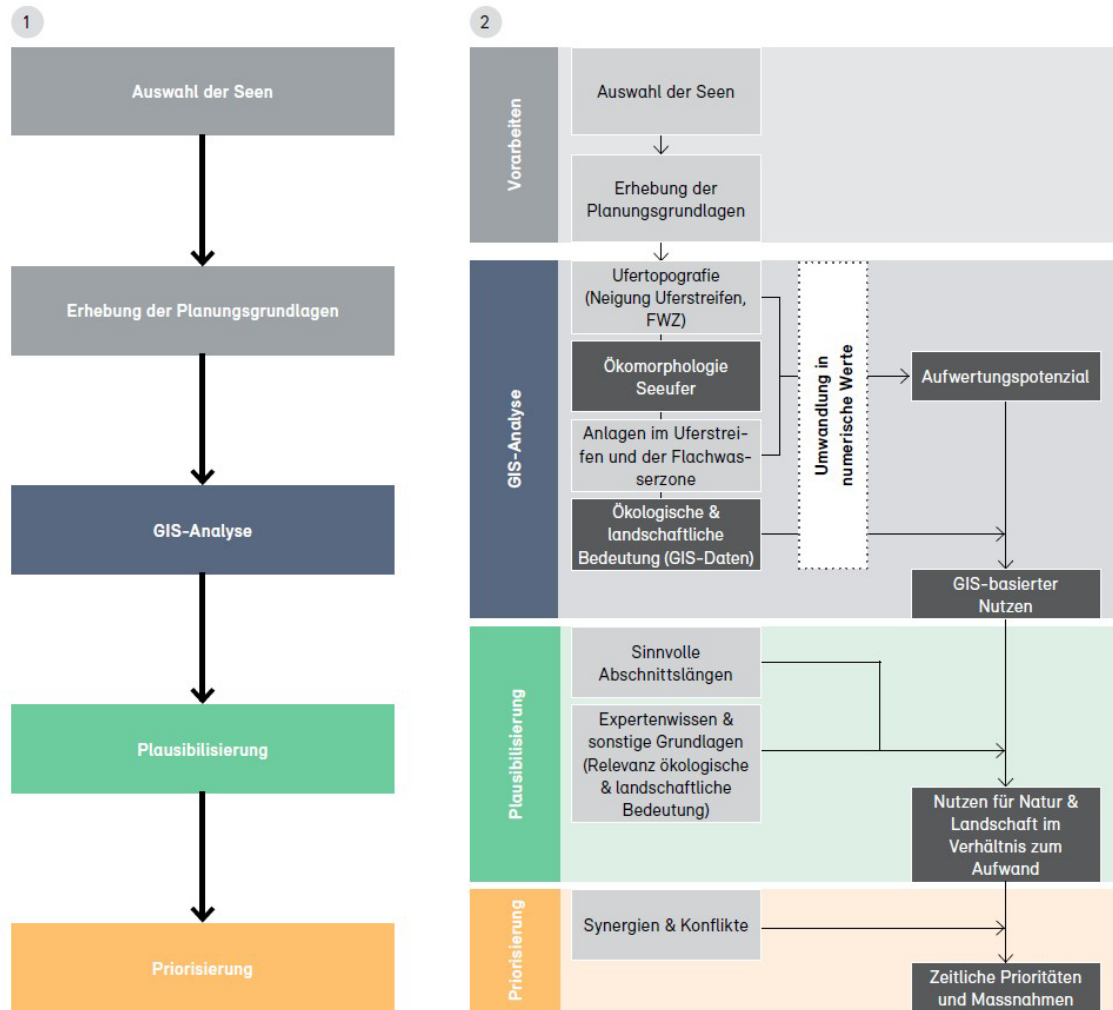 1
Auswahl der Seen
Erhebung der Planungsgrundlagen
GIS-Analyse
Plausibilisierung
Priorisierung
2
Vorarbeiten
Auswahl der Seen
Erhebung der
Planungsgrundlagen
GIS-Analyse
Ufertopografie
(Neigung Uferstreifen,
FWZ)
Ökomorphologie
Seeufer
Anlagen im Uferstrei-
fen und der Flachwas-
serzone
Ökologische &
landschaftliche
Bedeutung (GIS-Daten)
Umwandlung in
numerische Werte
Aufwertungspotenzial
GIS-basierter
Nutzen
Plausibilisierung
Sinnvolle
Abschnittslängen
Expertenwissen &
sonstige Grundlagen
(Relevanz ökologische
& landschaftliche
Bedeutung)
Nutzen für Natur &
Landschaft im
Verhältnis zum
Aufwand
Priorisierung
Synergien & Konflikte
Zeitliche Prioritäten
und Massnahmen